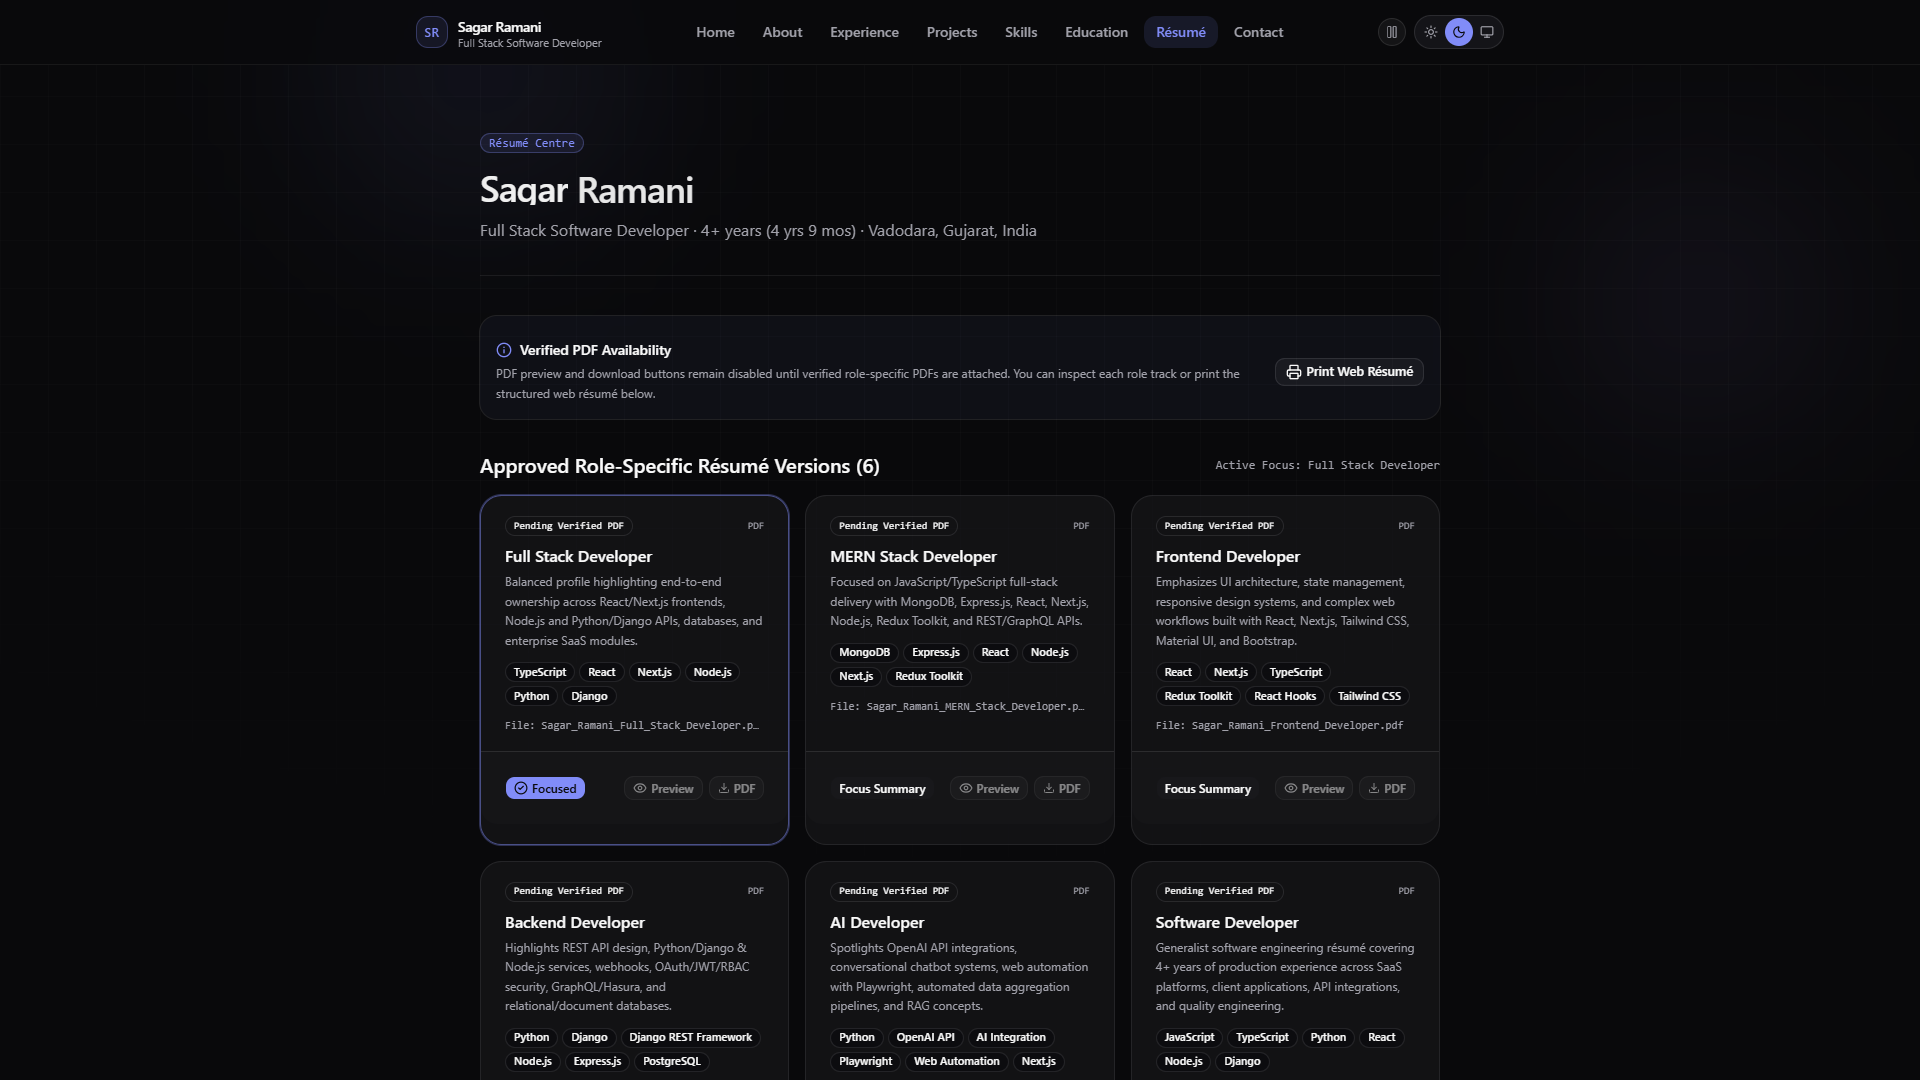 SR
Sagar Ramani
Full Stack Software Developer
Home
About
Experience
Projects
Skills
Education
Résumé
Contact
Résumé Centre
Sagar Ramani
Full Stack Software Developer · 4+ years (4 yrs 9 mos) · Vadodara, Gujarat, India
Verified PDF Availability
PDF preview and download buttons remain disabled until verified role-specific PDFs are attached. You can inspect each role track or print the
structured web résumé below.
Print Web Résumé
Approved Role-Specific Résumé Versions (6)
Active Focus: Full Stack Developer
Pending Verified PDF
PDF
Full Stack Developer
Balanced profile highlighting end-to-end
ownership across React/Next.js frontends,
Node.js and Python/Django APIs, databases, and
enterprise SaaS modules.
TypeScript
React
Next.js
Node.js
Python
Django
File: Sagar_Ramani_Full_Stack_Developer.p…
Focused
Preview
PDF
Pending Verified PDF
PDF
MERN Stack Developer
Focused on JavaScript/TypeScript full-stack
delivery with MongoDB, Express.js, React, Next.js,
Node.js, Redux Toolkit, and REST/GraphQL APIs.
MongoDB
Express.js
React
Node.js
Next.js
Redux Toolkit
File: Sagar_Ramani_MERN_Stack_Developer.p…
Focus Summary
Preview
PDF
Pending Verified PDF
PDF
Frontend Developer
Emphasizes UI architecture, state management,
responsive design systems, and complex web
workflows built with React, Next.js, Tailwind CSS,
Material UI, and Bootstrap.
React
Next.js
TypeScript
Redux Toolkit
React Hooks
Tailwind CSS
File: Sagar_Ramani_Frontend_Developer.pdf
Focus Summary
Preview
PDF
Pending Verified PDF
PDF
Backend Developer
Highlights REST API design, Python/Django &
Node.js services, webhooks, OAuth/JWT/RBAC
security, GraphQL/Hasura, and
relational/document databases.
Python
Django
Django REST Framework
Node.js
Express.js
PostgreSQL
Pending Verified PDF
PDF
AI Developer
Spotlights OpenAI API integrations,
conversational chatbot systems, web automation
with Playwright, automated data aggregation
pipelines, and RAG concepts.
Python
OpenAI API
AI Integration
Playwright
Web Automation
Next.js
Pending Verified PDF
PDF
Software Developer
Generalist software engineering résumé covering
4+ years of production experience across SaaS
platforms, client applications, API integrations,
and quality engineering.
JavaScript
TypeScript
Python
React
Node.js
Django